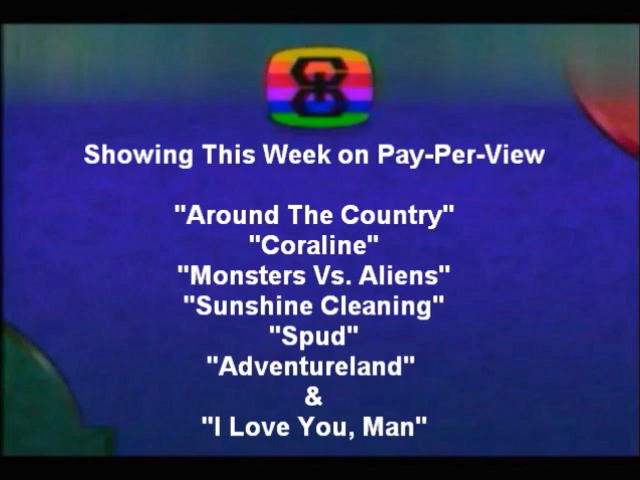 Showing This Week on Pay-Per-View
"Around The Country"
"Coraline"
"Monsters Vs. Aliens"
"Sunshine Cleaning"
"Spud"
"Adventureland"
&
"I Love You, Man"